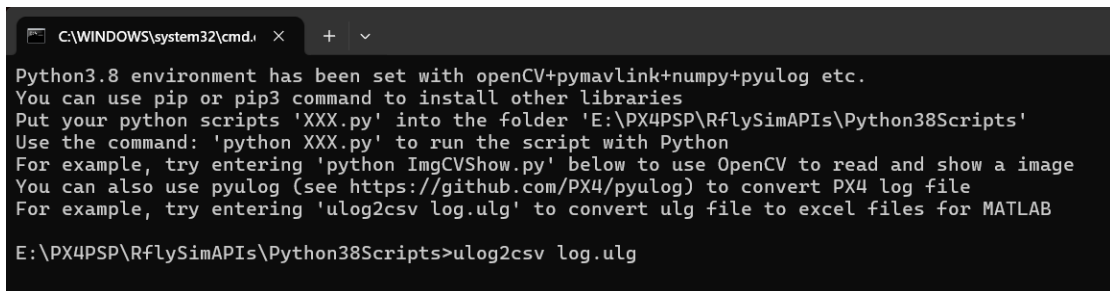 C:\WINDOWS\system32\cmd.
Python3.8 environment has been set with openCV+pymavlink+numpy+pyulog etc.
You can use pip or pip3 command to install other libraries
Put your python scripts 'XXX.py' into the folder 'E:\PX4PSP\RflySimAPIs\Python38Scripts'
Use the command: 'python XXX.py' to run the script with Python
For example, try entering 'python ImgCVShow.py' below to use OpenCV to read and show a image
You can also use pyulog (see https://github.com/PX4/pyulog) to convert PX4 log file
For example, try entering 'ulog2csv log.ulg' to convert ulg file to excel files for MATLAB
E:\PX4PSP\RflySimAPIs\Python38Scripts>ulog2csv log.ulg